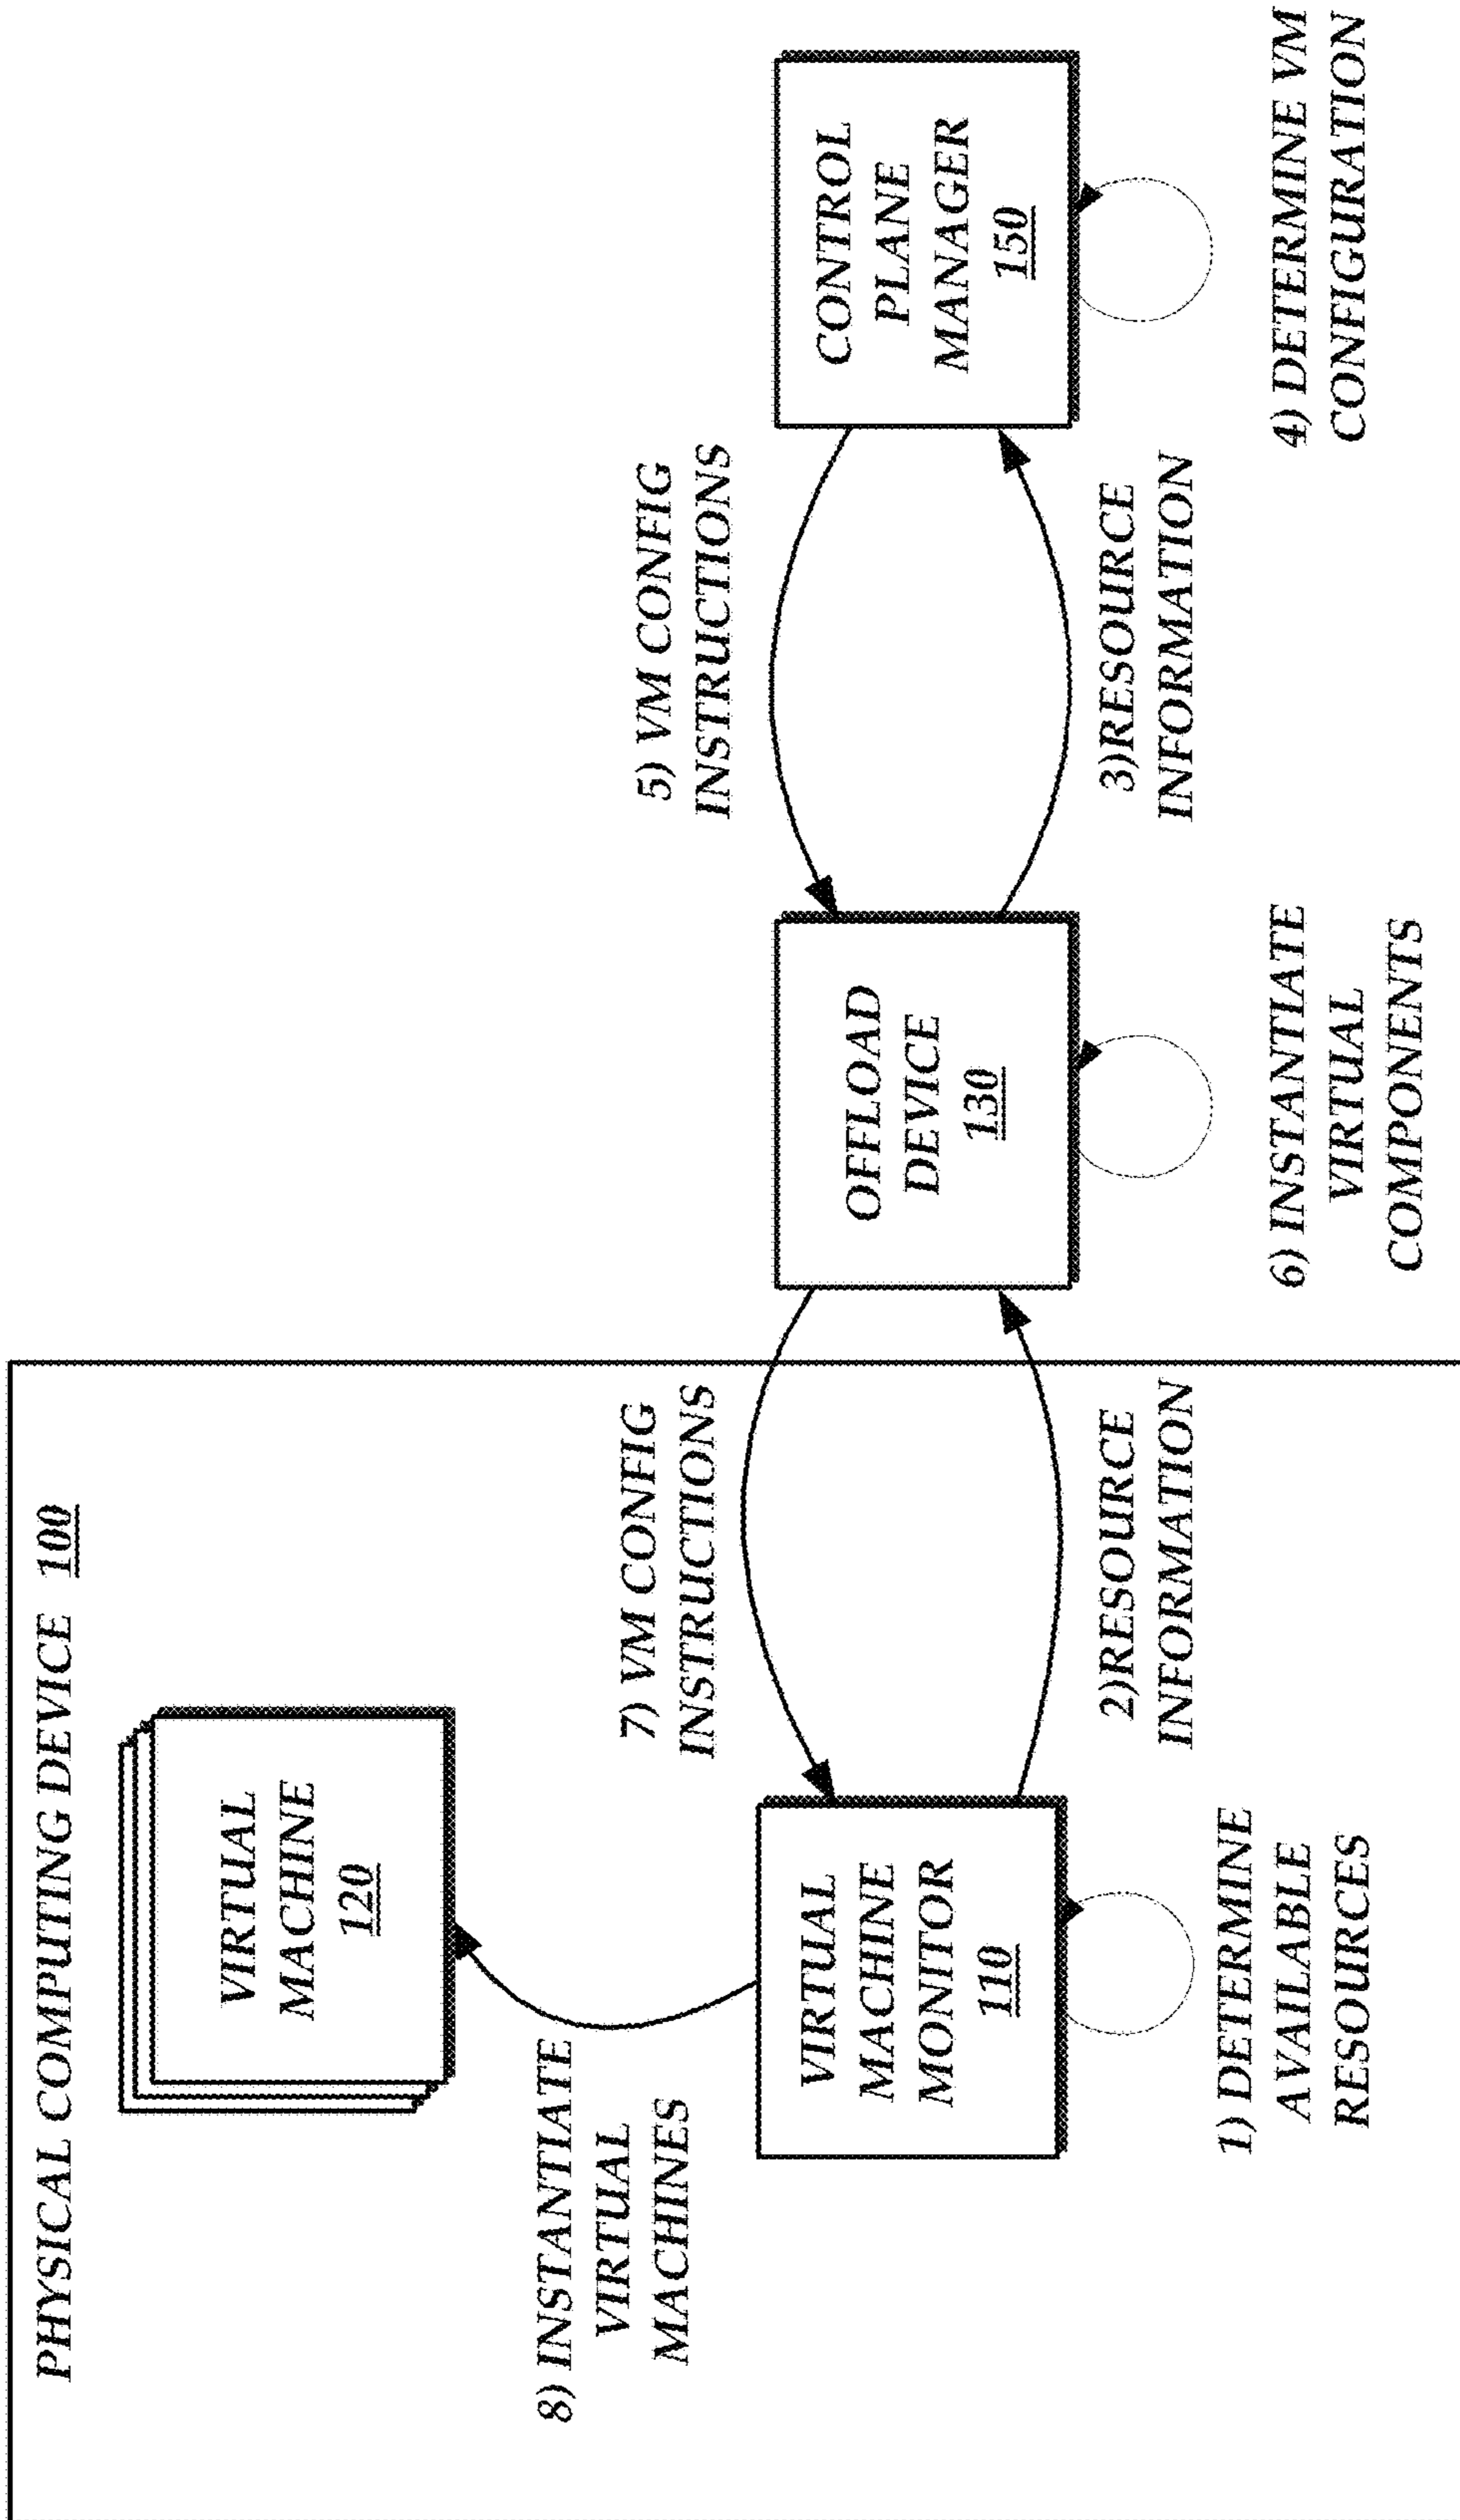 PHYSICAL COMPUTING DEVICE 100
VIRTUAL
MACHINE
120
8) INSTANTIATE
VIRTUAL
MACHINES
7) VM CONFIG
INSTRUCTIONS
5) VM CONFIG
INSTRUCTIONS
VIRTUAL
MACHINE
MONITOR
110
OFFLOAD
DEVICE
130
CONTROL
PLANE
MANAGER
150
2)RESOURCE
INFORMATION
3)RESOURCE
INFORMATION
1) DETERMINE
AVAILABLE
RESOURCES
6) INSTANTIATE
VIRTUAL
COMPONENTS
4) DETERMINE VM
CONFIGURATION